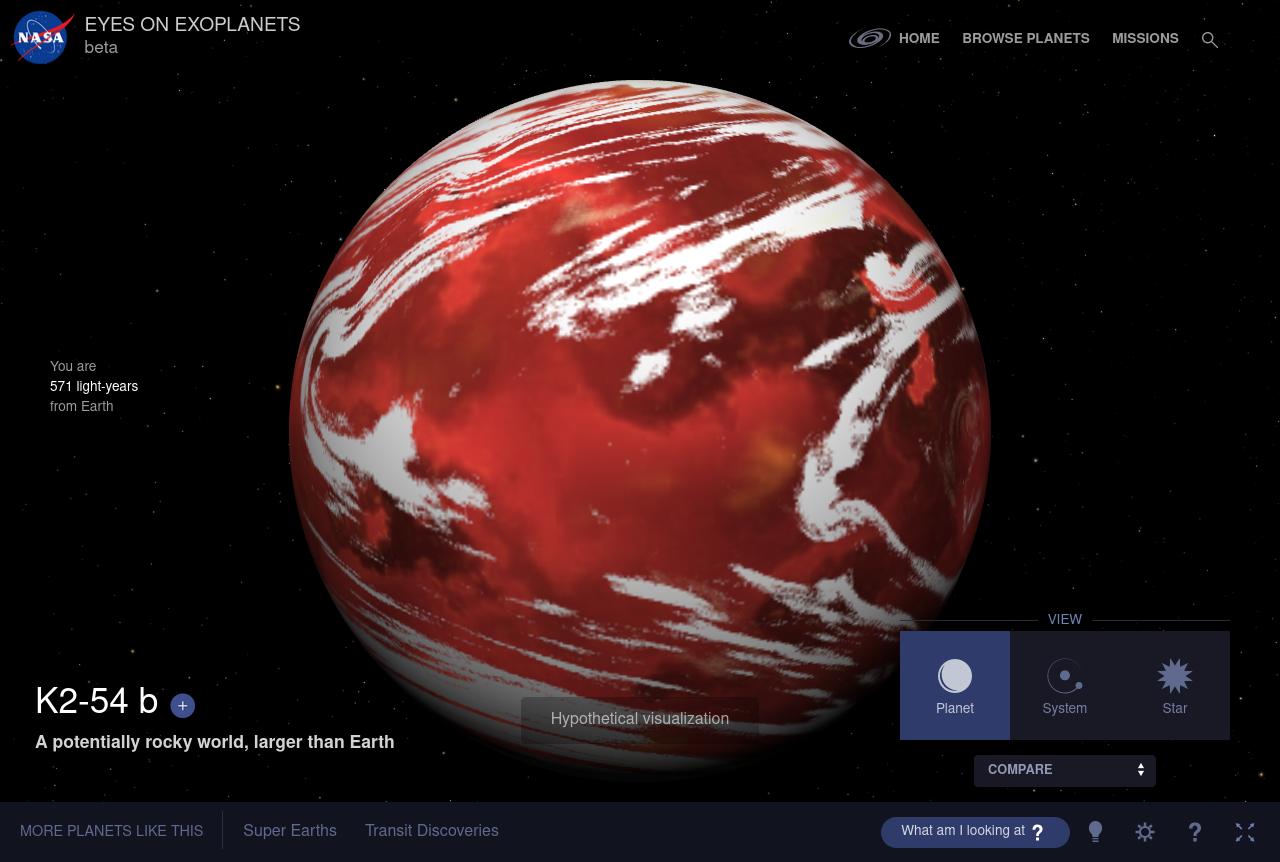 NASA
EYES ON EXOPLANETS
beta
HOME
BROWSE PLANETS
MISSIONS
You are
571 light-years
from Earth
VIEW
Planet
System
Star
K2-54 b +
A potentially rocky world, larger than Earth
Hypothetical visualization
COMPARE
MORE PLANETS LIKE THIS
Super Earths
Transit Discoveries
What am I looking at ?
?